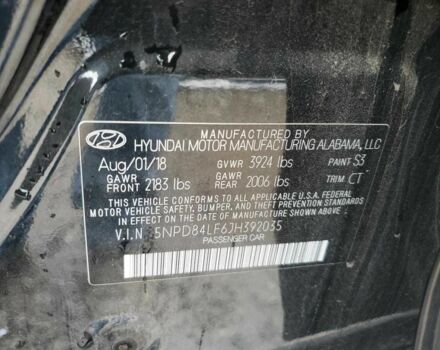 MANUFACTURED BY
HYUNDAI MOTOR MANUFACTURING ALABAMA, LLC
Aug/01/18 GVWR 3924 lbs PAINT S3
GAWR FRONT 2183 lbs GAWR REAR 2006 lbs TRIM CT
THIS VEHICLE CONFORMS TO ALL APPLICABLE U.S.A. FEDERAL
MOTOR VEHICLE SAFETY, BUMPER, AND THEFT PREVENTION STANDARDS
IN EFFECT ON THE DATE OF MANUFACTURE SHOWN ABOVE.
V.I.N 5NPD84LF6JH392035
PASSENGER CAR